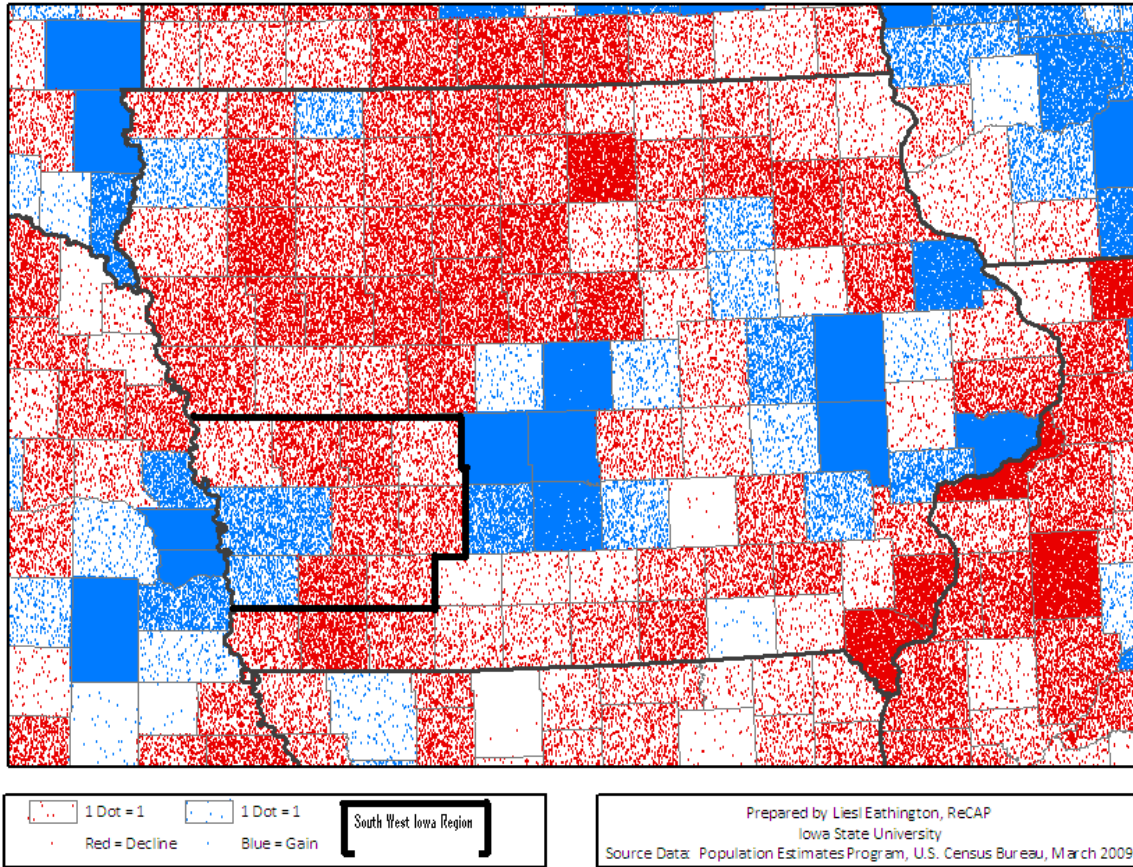 1 Dot = 1
1 Dot = 1
Red = Decline
Blue = Gain
South West Iowa Region
Prepared by Liesl Eathington, ReCAP
Iowa State University
Source Data: Population Estimates Program, U.S. Census Bureau, March 2009